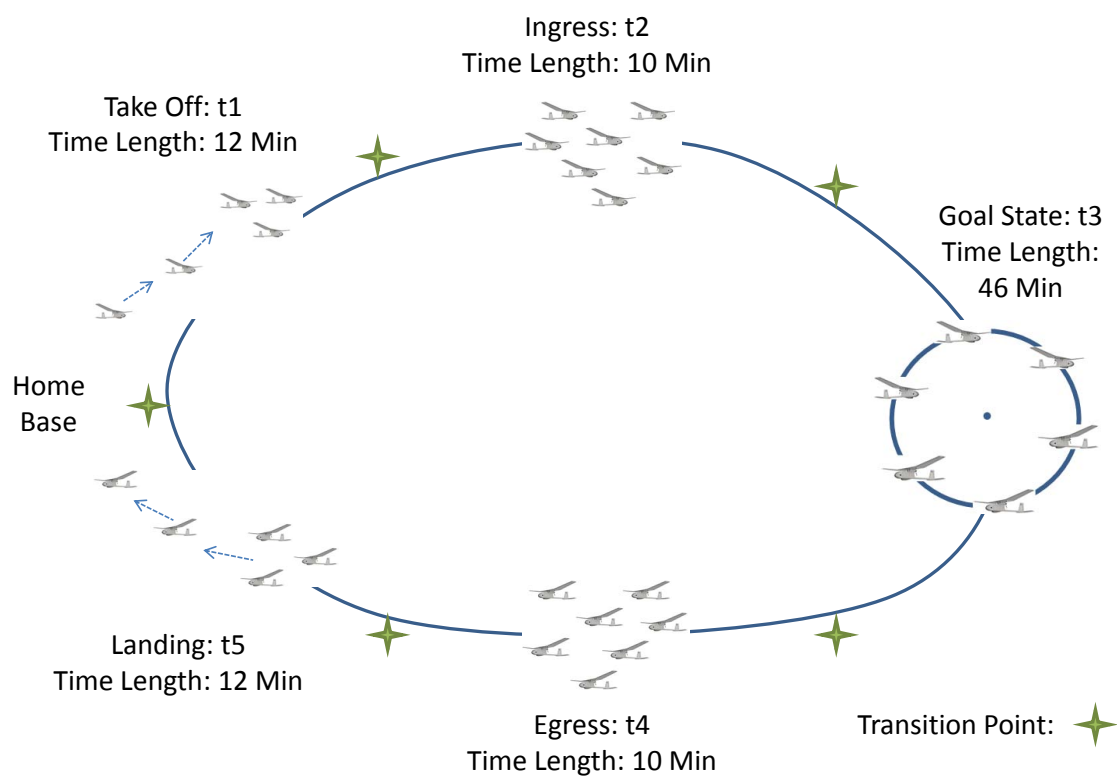 Ingress: t2
Time Length: 10 Min
Take Off: t1
Time Length: 12 Min
Goal State: t3
Time Length:
46 Min
Home
Base
Landing: t5
Time Length: 12 Min
Egress: t4
Time Length: 10 Min
Transition Point: